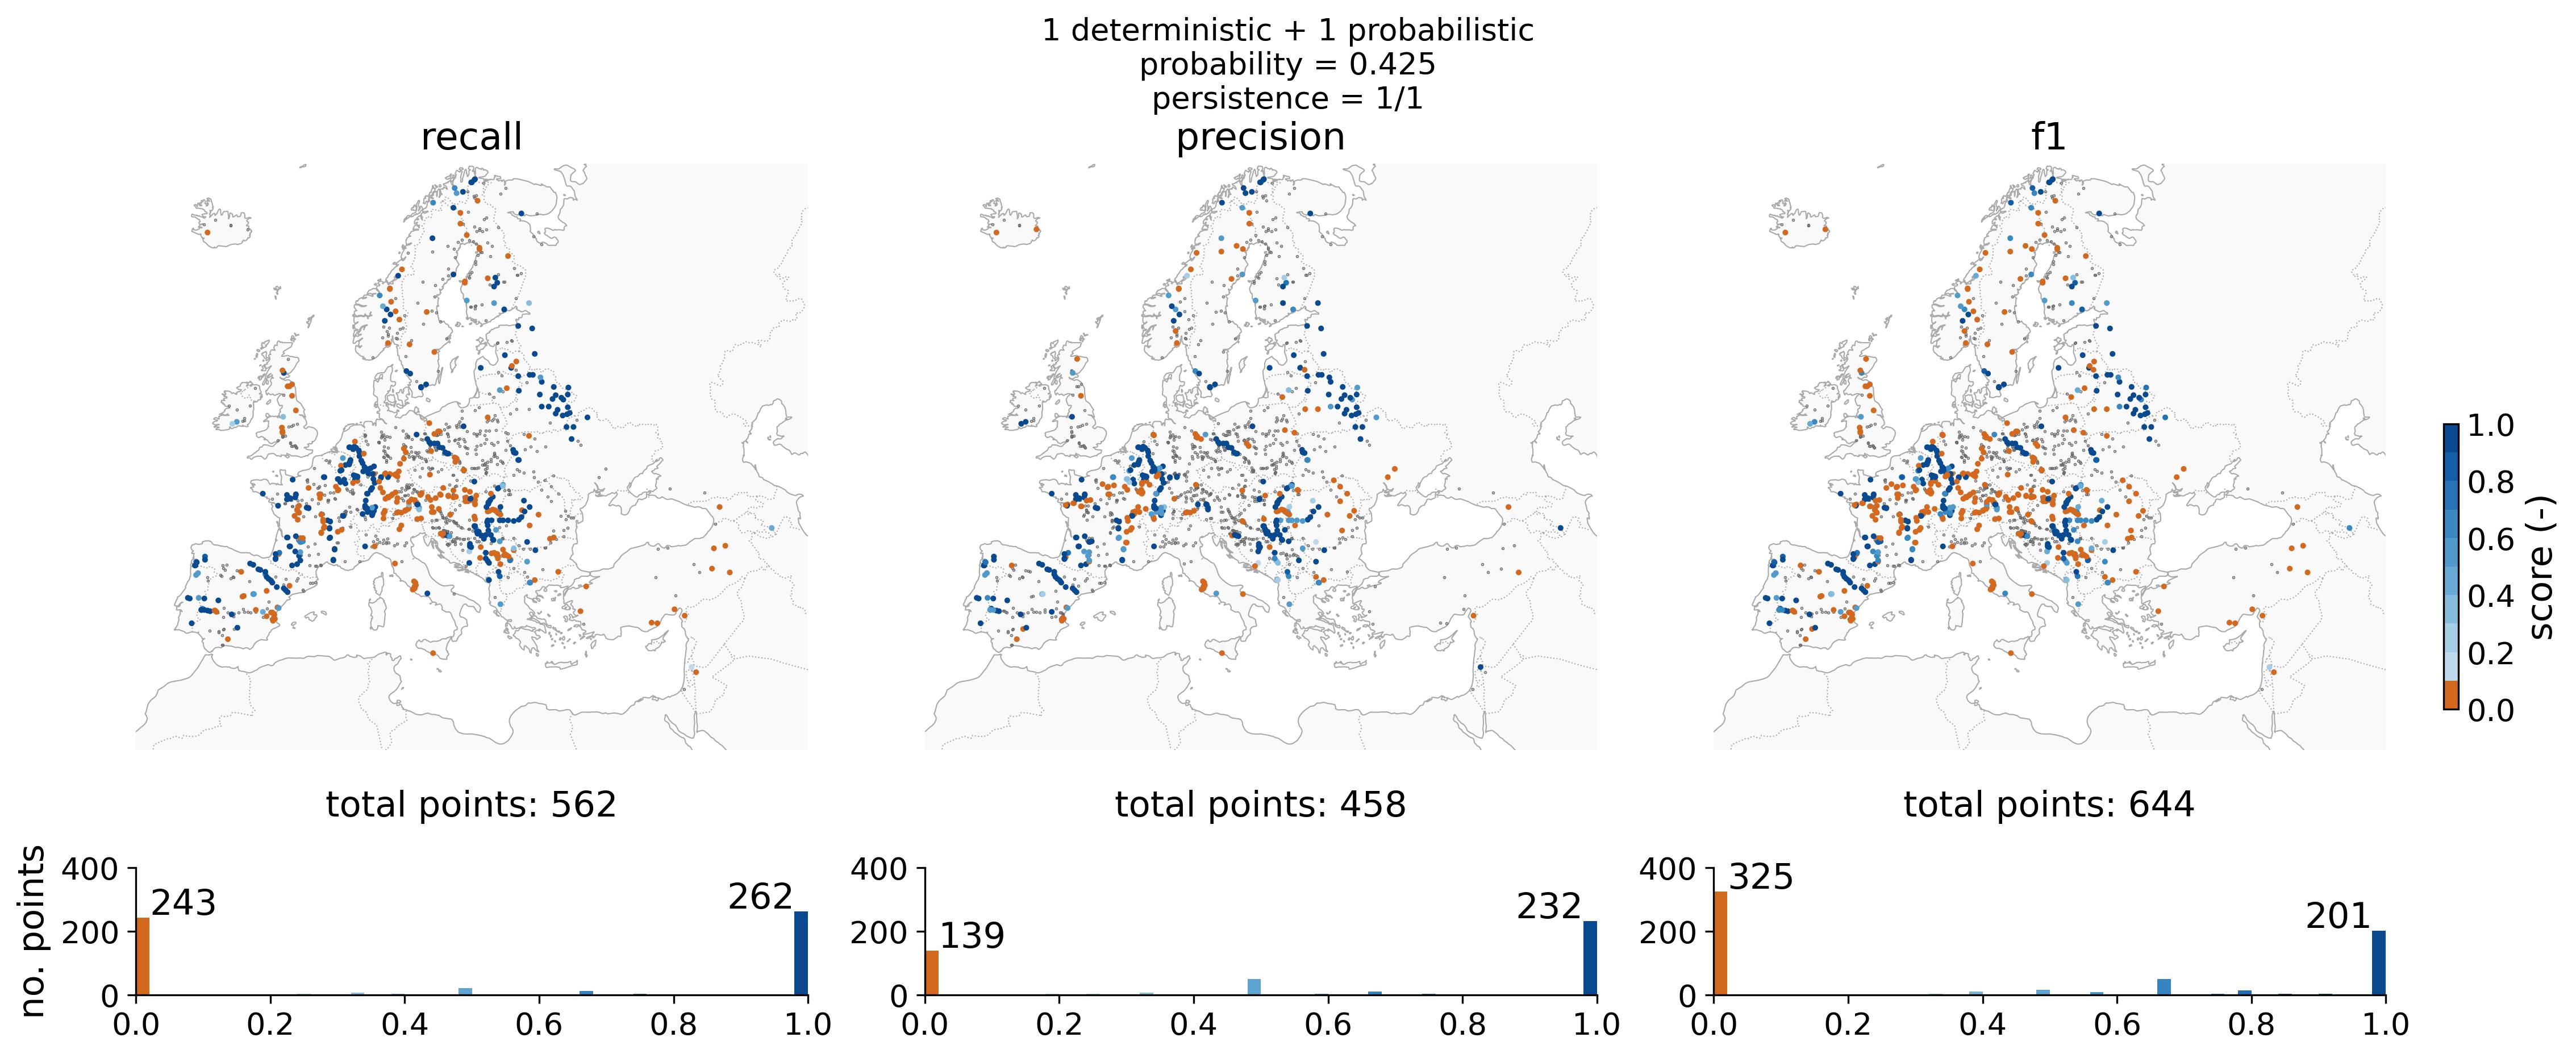 1 deterministic + 1 probabilistic
probability = 0.425
persistence = 1/1
recall
precision
f1
1.0
0.8
0.6
0.4
0.2
0.0
score (-)
total points: 562
total points: 458
total points: 644
no. points
400
200
0
243
262
0.0 0.2 0.4 0.6 0.8 1.0
400
200
0
139
232
0.0 0.2 0.4 0.6 0.8 1.0
400
200
0
325
201
0.0 0.2 0.4 0.6 0.8 1.0